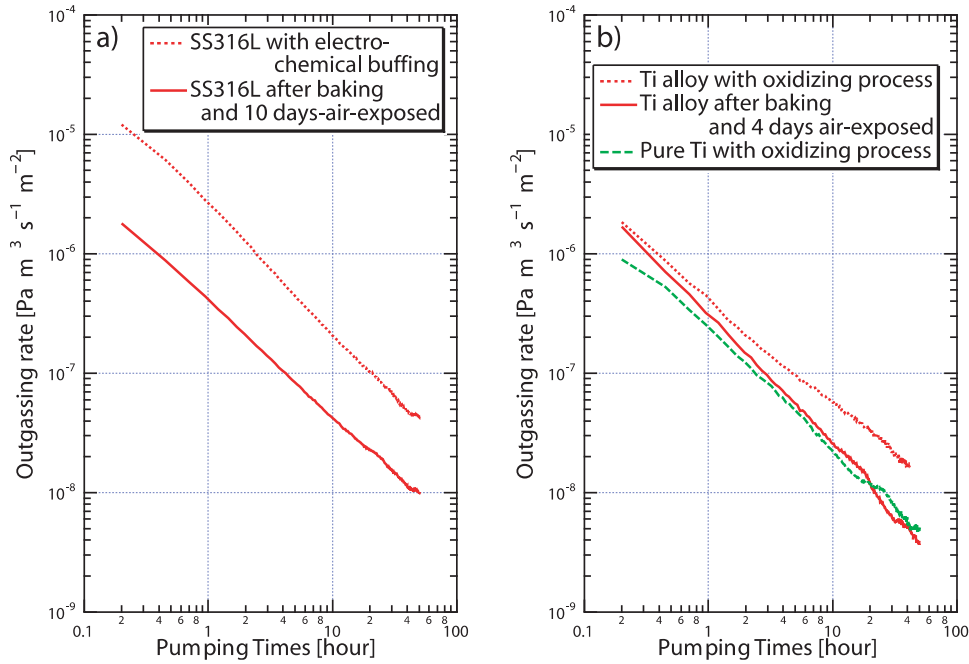 a)
SS316L with electro-
chemical buffing
SS316L after baking
and 10 days-air-exposed
Outgassing rate [Pa m ³ s⁻¹ m⁻²]
10⁻⁴
10⁻⁵
10⁻⁶
10⁻⁷
10⁻⁸
10⁻⁹
0.1 2 4 6 8 1 2 4 6 8 10 2 4 6 8 100
Pumping Times [hour]
b)
Ti alloy with oxidizing process
Ti alloy after baking
and 4 days air-exposed
Pure Ti with oxidizing process
Outgassing rate [Pa m ³ s⁻¹ m⁻²]
10⁻⁴
10⁻⁵
10⁻⁶
10⁻⁷
10⁻⁸
10⁻⁹
0.1 2 4 6 8 1 2 4 6 8 10 2 4 6 8 100
Pumping Times [hour]